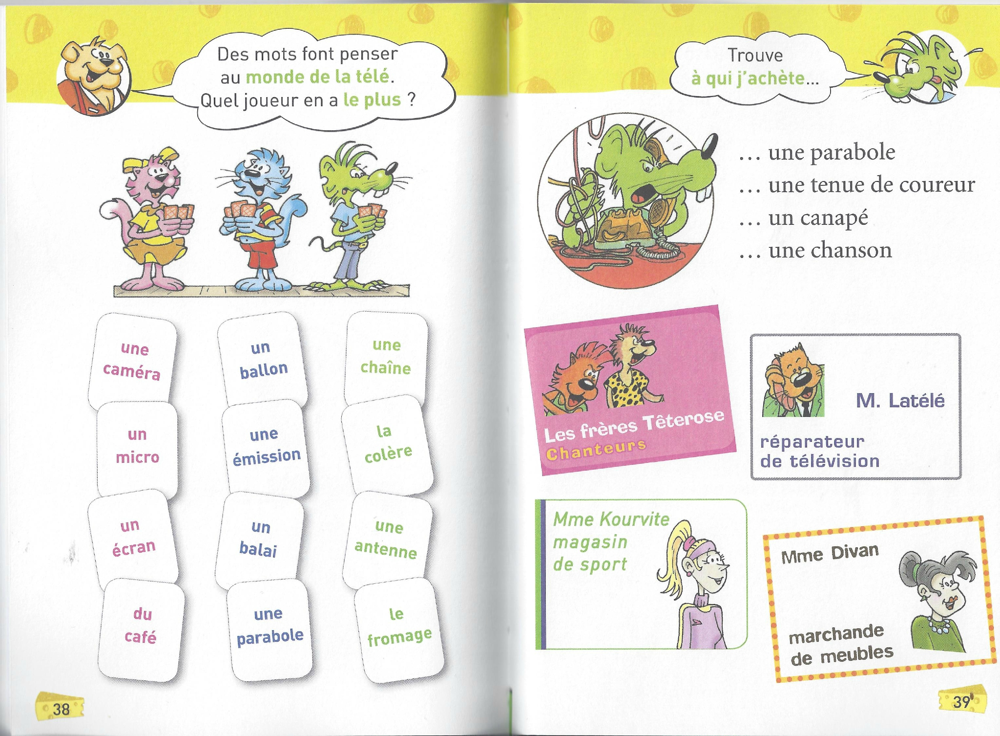 Des mots font penser
au monde de la télé.
Quel joueur en a le plus ?
une
caméra
un
micro
un
écran
du
café
un
ballon
une
émission
un
balai
une
parabole
une
chaîne
la
colère
une
antenne
le
fromage
38
Trouve
à qui j'achète...
... une parabole
... une tenue de coureur
... un canapé
... une chanson
Les frères Têterose
Chanteurs
M. Latélé
réparateur
de télévision
Mme Kourvite
magasin
de sport
Mme Divan
marchande
de meubles
39